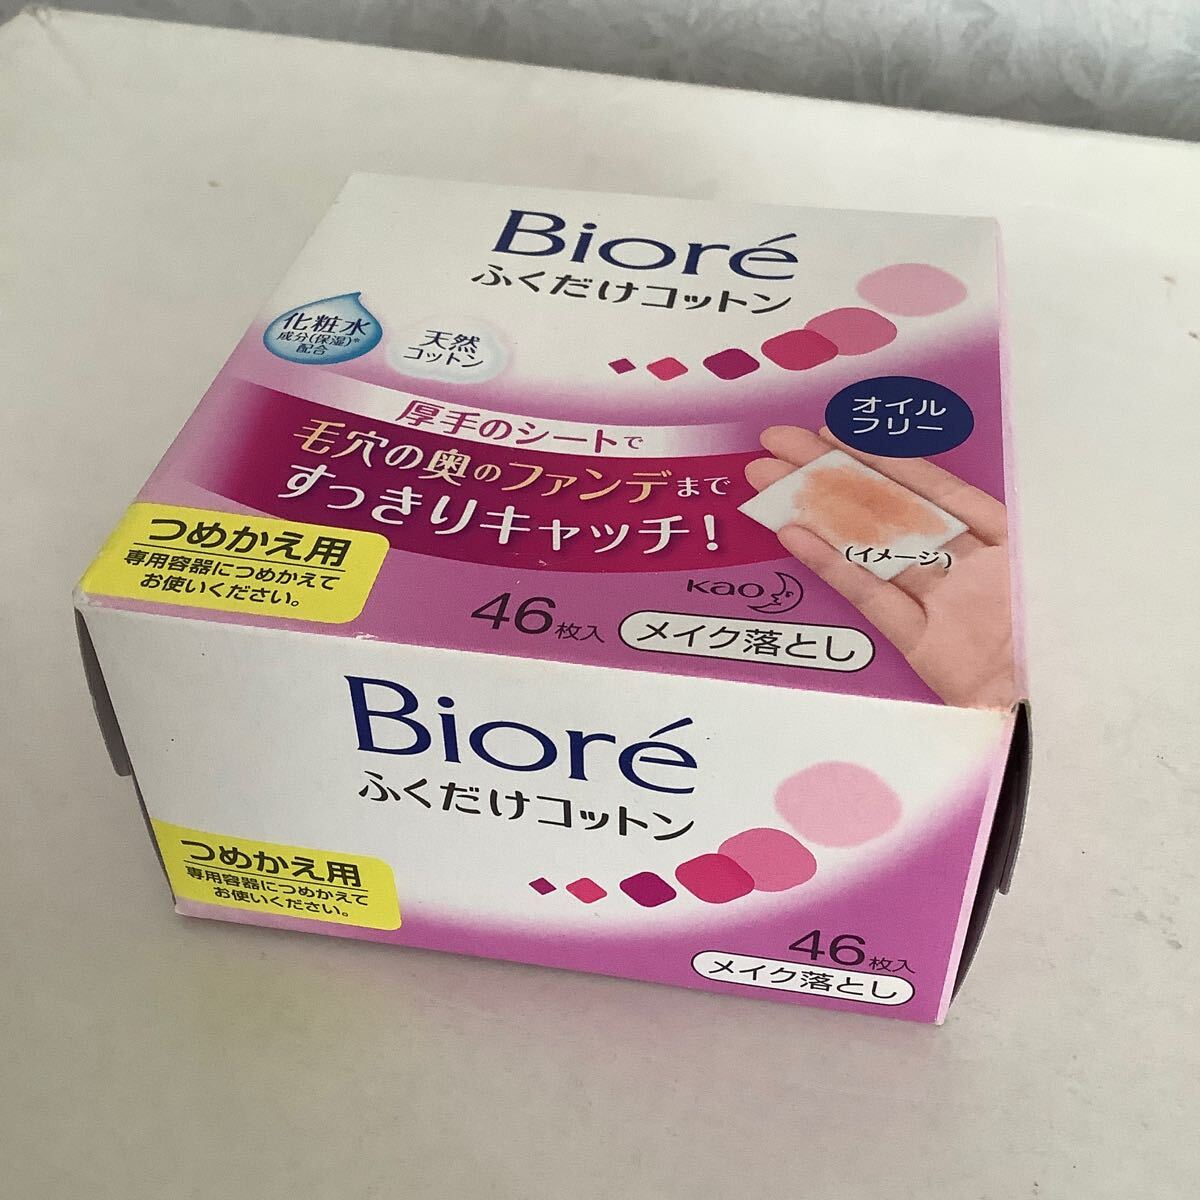 Bioré
ふくだけコットン
化粧水
成分(保湿)*
配合
天然
コットン
オイル
フリー
厚手のシートで
毛穴の奥のファンデまで
すっきりキャッチ!
(イメージ)
つめかえ用
専用容器につめかえて
お使いください。
Kao
46枚入
メイク落とし
Bioré
ふくだけコットン
つめかえ用
専用容器につめかえて
お使いください。
46枚入
メイク落とし